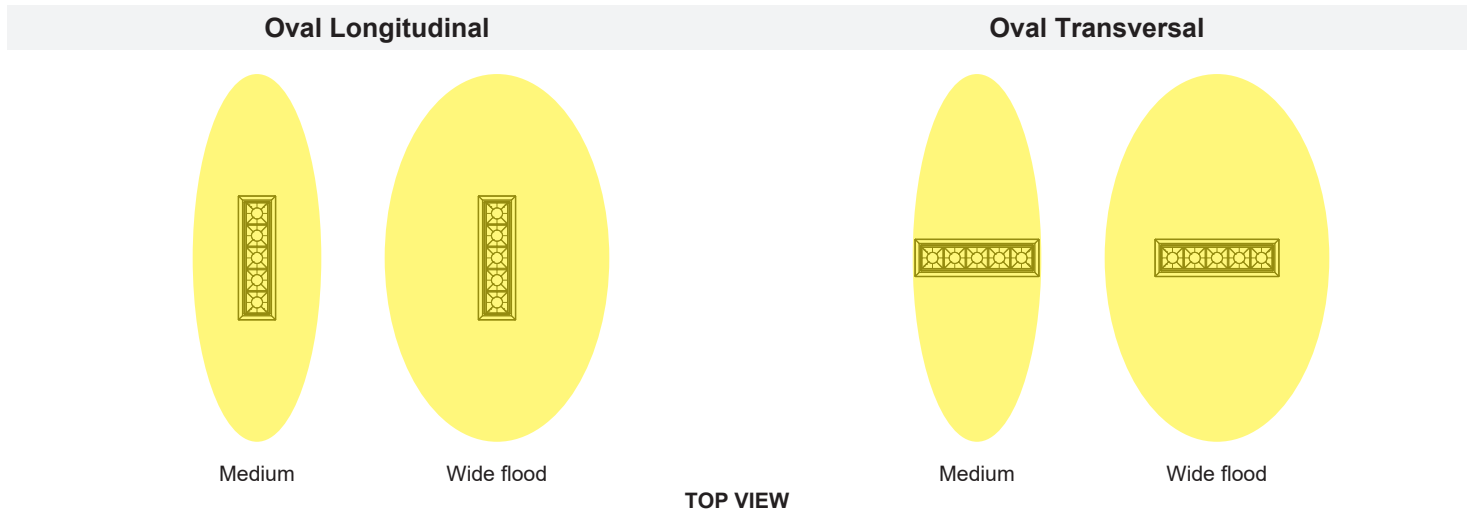 Oval Longitudinal
Oval Transversal
Medium
Wide flood
Medium
Wide flood
TOP VIEW